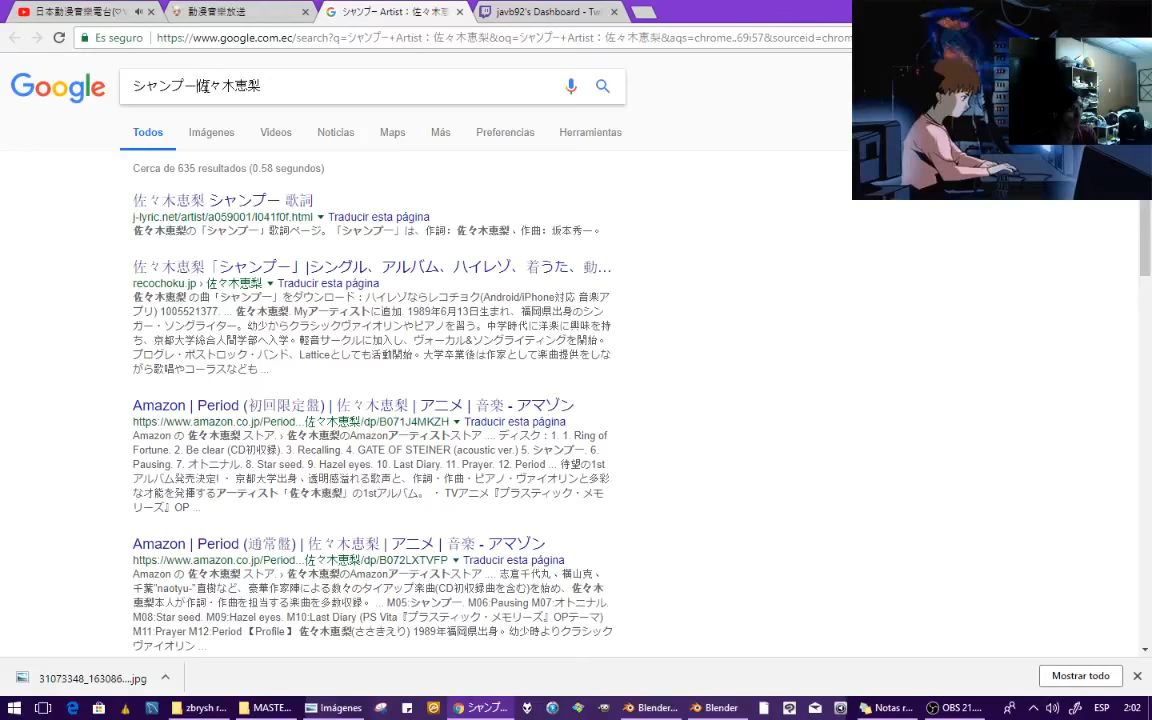 日本動漫音樂電台(♡
動漫音樂放送
シャンプー Artist：佐々木恵
javb92's Dashboard - Tw
Es seguro
https://www.google.com.ec/search?q=シャンプー+Artist：佐々木恵梨&oq=シャンプー+Artist：佐々木恵梨&aqs=chrome..69i57&sourceid=chrom
Google
シャンプー佐々木恵梨
Todos Imágenes Videos Noticias Maps Más Preferencias Herramientas
Cerca de 635 resultados (0.58 segundos)
佐々木恵梨 シャンプー 歌詞
j-lyric.net/artist/a059001/l041f0f.html ▼ Traducir esta página
佐々木恵梨の「シャンプー」歌詞ページ。「シャンプー」は、作詞：佐々木恵梨、作曲：坂本秀一。
佐々木恵梨「シャンプー」|シングル、アルバム、ハイレゾ、着うた、動...
recochoku.jp › 佐々木恵梨 ▼ Traducir esta página
佐々木恵梨 の曲「シャンプー」をダウンロード：ハイレゾならレコチョク(Android/iPhone対応 音楽ア
プリ) 1005521377. ... 佐々木恵梨. Myアーティストに追加. 1989年6月13日生まれ、福岡県出身のシン
ガー・ソングライター。幼少からクラシックヴァイオリンやピアノを習う。中学時代に洋楽に興味を持
ち、京都大学総合人間学部へ入学。軽音サークルに加入し、ヴォーカル&ソングライティングを開始。
プログレ・ポストロック・バンド、Latticeとしても活動開始。大学卒業後は作家として楽曲提供をしな
がら歌唱やコーラスなども ...
Amazon | Period (初回限定盤) | 佐々木恵梨 | アニメ | 音楽 - アマゾン
https://www.amazon.co.jp/Period...佐々木恵梨/dp/B071J4MKZH ▼ Traducir esta página
Amazon の 佐々木恵梨 ストア. › 佐々木恵梨のAmazonアーティストストア .... ディスク：1. 1. Ring of
Fortune. 2. Be clear (CD初収録). 3. Recalling. 4. GATE OF STEINER (acoustic ver.) 5. シャンプー. 6.
Pausing. 7. オトニナル. 8. Star seed. 9. Hazel eyes. 10. Last Diary. 11. Prayer. 12. Period ... 待望の1st
アルバム発売決定! ・ 京都大学出身、透明感溢れる歌声と、作詞・作曲・ピアノ・ヴァイオリンと多彩
な才能を発揮するアーティスト「佐々木恵梨」の1stアルバム。 ・ TVアニメ『プラスティック・メモ
リーズ』OP ...
Amazon | Period (通常盤) | 佐々木恵梨 | アニメ | 音楽 - アマゾン
https://www.amazon.co.jp/Period...佐々木恵梨/dp/B072LXTVFP ▼ Traducir esta página
Amazon の 佐々木恵梨 ストア. › 佐々木恵梨のAmazonアーティストストア .... 志倉千代丸、横山克、
千葉"naotyu-"直樹など、豪華作家陣による数々のタイアップ楽曲(CD初収録曲を含む)を始め、佐々木
恵梨本人が作詞・作曲を担当する楽曲を多数収録。 ... M05:シャンプー. M06 Pausing M07:オトニナル.
M08:Star seed. M09:Hazel eyes. M10:Last Diary (PS Vita『プラスティック・メモリーズ』OPテーマ)
M11:Prayer M12:Period 【Profile】 佐々木恵梨(ささきえり) 1989年福岡県出身。幼少時よりクラシック
ヴァイオリン ...
31073348_163086....jpg
Mostrar todo
zbrysh r... MASTE... Imágenes シャンプ... Blender... Blender Notas r... OBS 21.... ESP 2:02